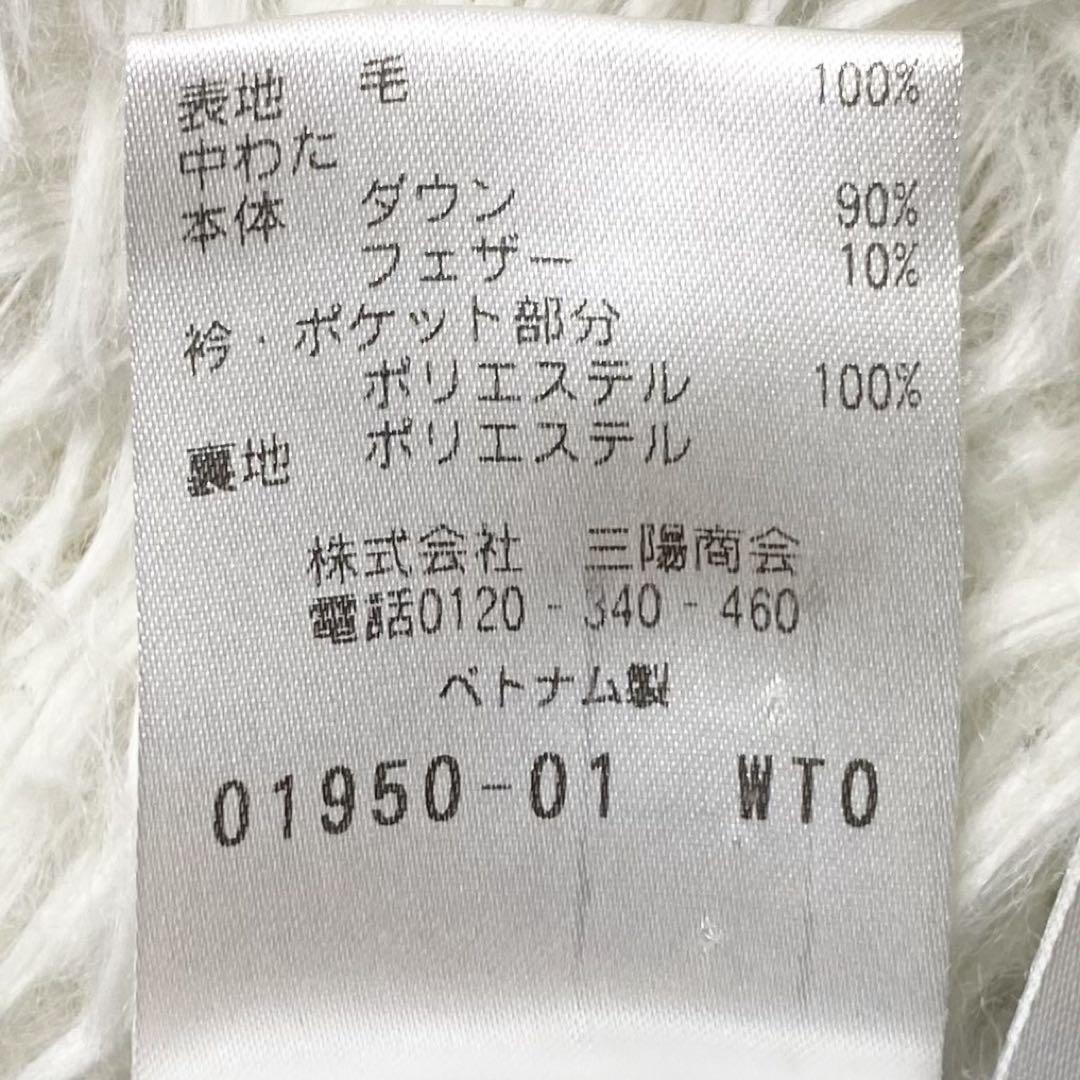 表地 毛 100%
中わた
本体 ダウン 90%
フェザー 10%
衿・ポケット部分
ポリエステル 100%
裏地 ポリエステル
株式会社 三陽商会
電話0120-340-460
ベトナム製
01950-01 WTO